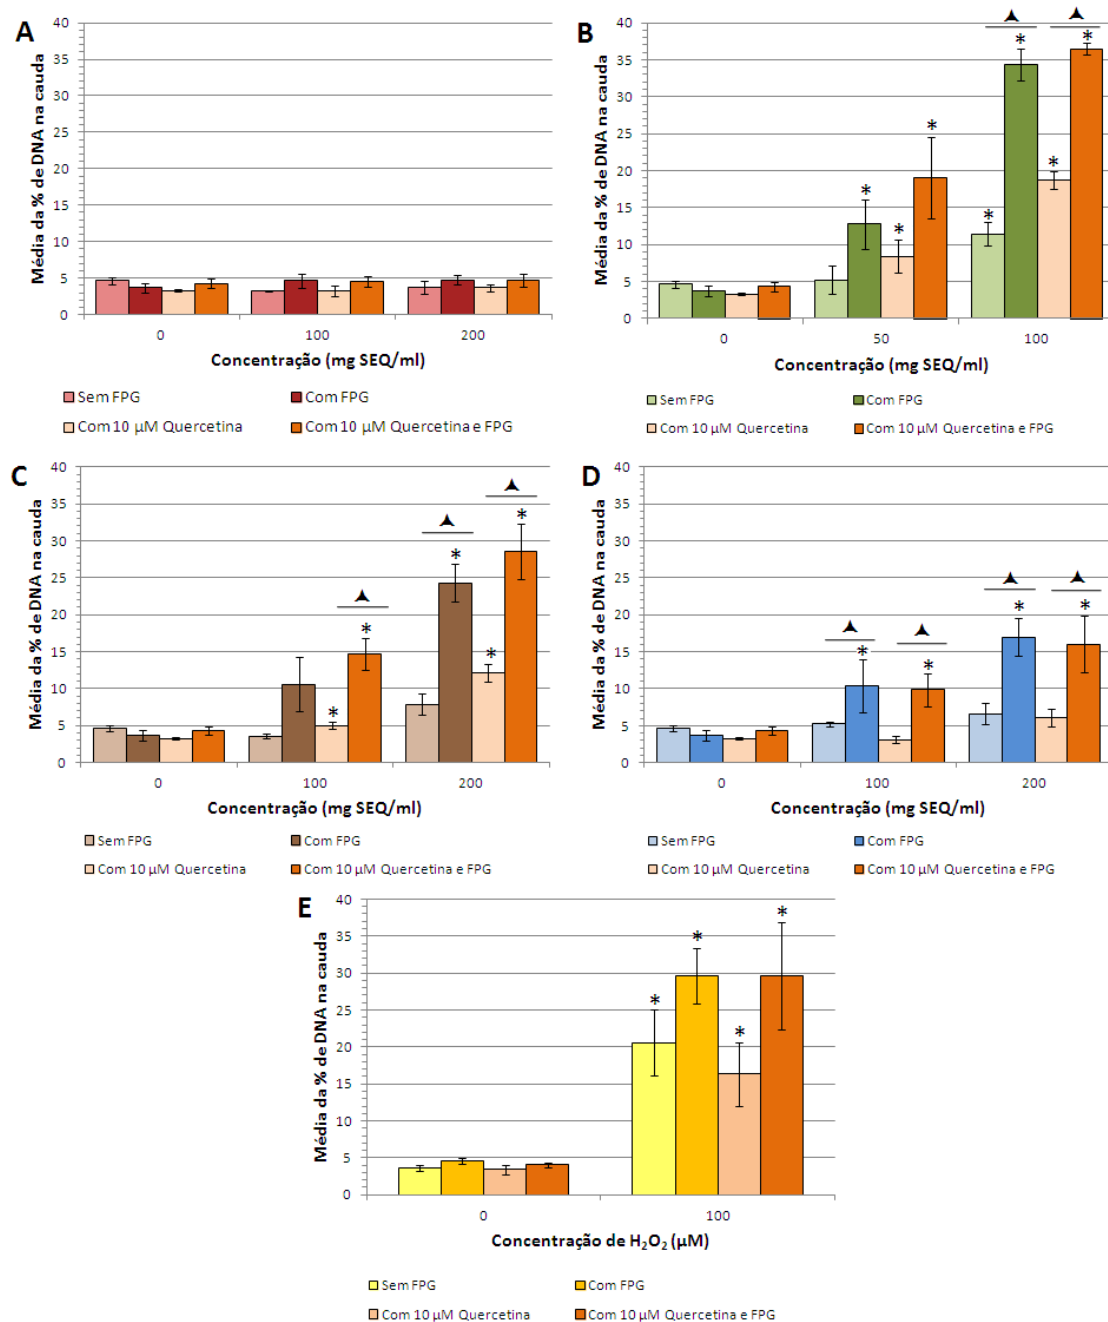 A
Média da % de DNA na cauda
40
35
30
25
20
15
10
5
0
0 100 200
Concentração (mg SEQ/ml)
Sem FPG Com FPG
Com 10 µM Quercetina Com 10 µM Quercetina e FPG
B
Média da % de DNA na cauda
40
35
30
25
20
15
10
5
0
* *
* *
* *
* *
0 50 100
Concentração (mg SEQ/ml)
Sem FPG Com FPG
Com 10 µM Quercetina Com 10 µM Quercetina e FPG
C
Média da % de DNA na cauda
40
35
30
25
20
15
10
5
0
*
*
*
*
*
0 100 200
Concentração (mg SEQ/ml)
Sem FPG Com FPG
Com 10 µM Quercetina Com 10 µM Quercetina e FPG
D
Média da % de DNA na cauda
40
35
30
25
20
15
10
5
0
* *
* *
0 100 200
Concentração (mg SEQ/ml)
Sem FPG Com FPG
Com 10 µM Quercetina Com 10 µM Quercetina e FPG
E
Média da % de DNA na cauda
40
35
30
25
20
15
10
5
0
*
*
*
*
0 100
Concentração de H₂O₂ (µM)
Sem FPG Com FPG
Com 10 µM Quercetina Com 10 µM Quercetina e FPG